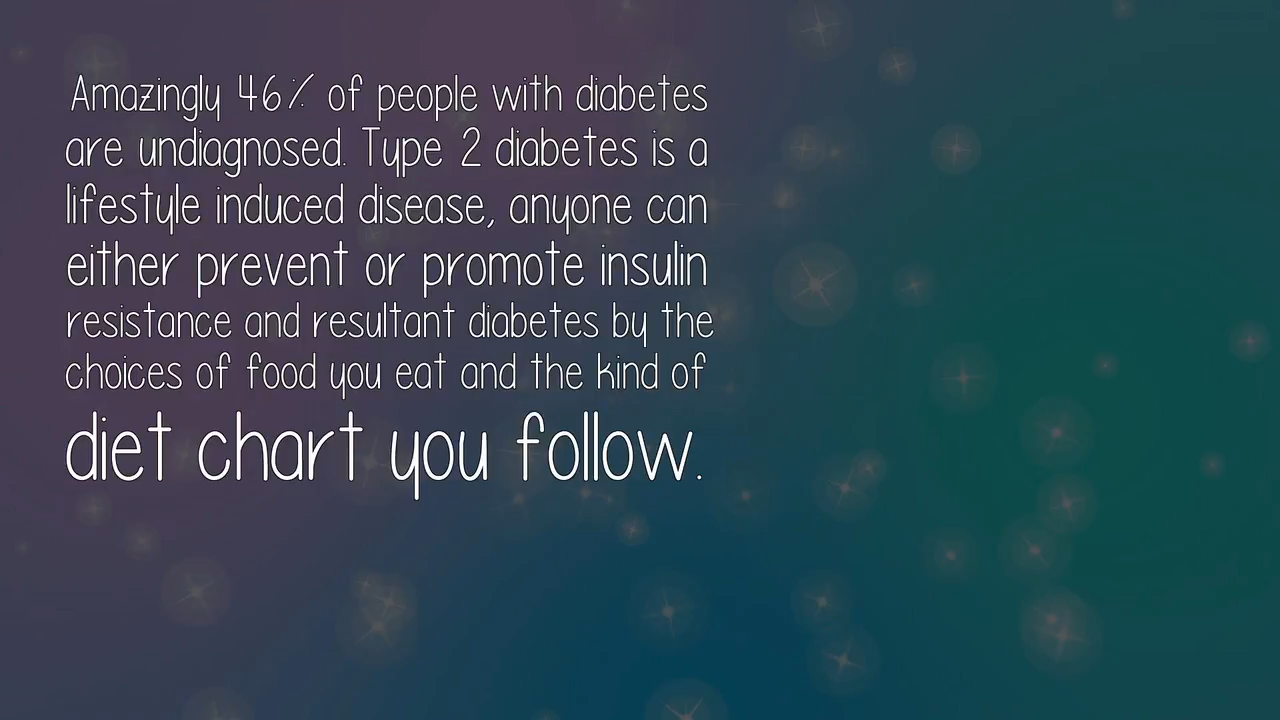 Amazingly 46% of people with diabetes
are undiagnosed. Type 2 diabetes is a
lifestyle induced disease, anyone can
either prevent or promote insulin
resistance and resultant diabetes by the
choices of food you eat and the kind of
diet chart you follow.